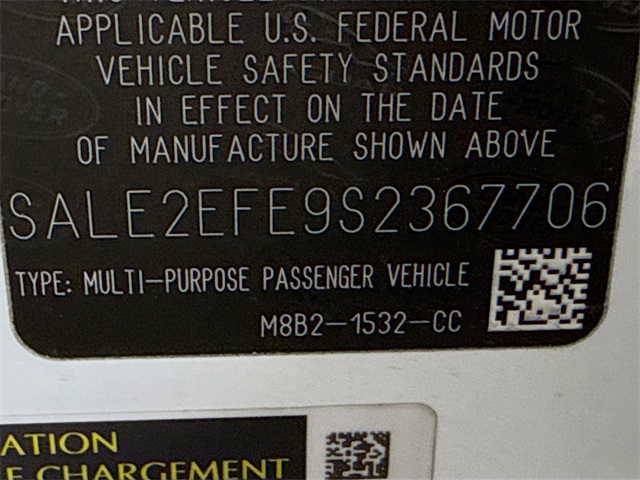 APPLICABLE U.S. FEDERAL MOTOR
VEHICLE SAFETY STANDARDS
IN EFFECT ON THE DATE
OF MANUFACTURE SHOWN ABOVE
SALE2EFE9S2367706
TYPE: MULTI-PURPOSE PASSENGER VEHICLE
M8B2-1532-CC
ATION
E CHARGEMENT